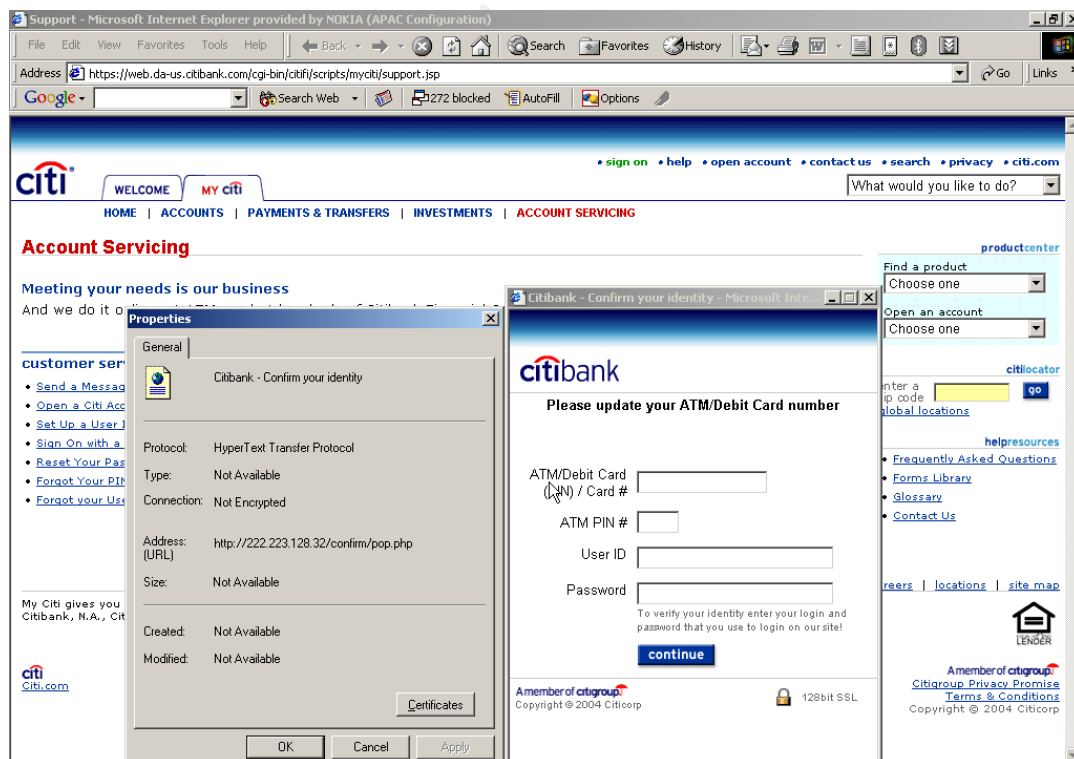 Support - Microsoft Internet Explorer provided by NOKIA (APAC Configuration)
File Edit View Favorites Tools Help Back Search Favorites History
Address https://web.da-us.citibank.com/cgi-bin/citifi/scripts/myciti/support.jsp Go Links
Google Search Web 272 blocked AutoFill Options
sign on help open account contact us search privacy citi.com
citi WELCOME MY citi What would you like to do?
HOME | ACCOUNTS | PAYMENTS & TRANSFERS | INVESTMENTS | ACCOUNT SERVICING
Account Servicing
Meeting your needs is our business
And we do it o
customer ser
Send a Messag
Open a Citi Acc
Set Up a User I
Sign On with a
Reset Your Pas
Forgot Your PIN
Forgot your Use
My Citi gives you
Citibank, N.A., Cit
citi
Citi.com
Properties
General
Citibank - Confirm your identity
Protocol: HyperText Transfer Protocol
Type: Not Available
Connection: Not Encrypted
Address: http://222.223.128.32/confirm/pop.php
(URL)
Size: Not Available
Created: Not Available
Modified: Not Available
Certificates
OK Cancel Apply
Citibank - Confirm your identity - Microsoft Inte...
citibank
Please update your ATM/Debit Card number
ATM/Debit Card
/ Card #
ATM PIN #
User ID
Password
To verify your identity enter your login and
password that you use to login on our site!
continue
A member of citigroup
Copyright © 2004 Citicorp
128bit SSL
productcenter
Find a product
Choose one
Open an account
Choose one
citilocator
nter a
ip code go
global locations
helpresources
Frequently Asked Questions
Forms Library
Glossary
Contact Us
reers | locations | site map
LENDER
A member of citigroup
Citigroup Privacy Promise
Terms & Conditions
Copyright © 2004 Citicorp